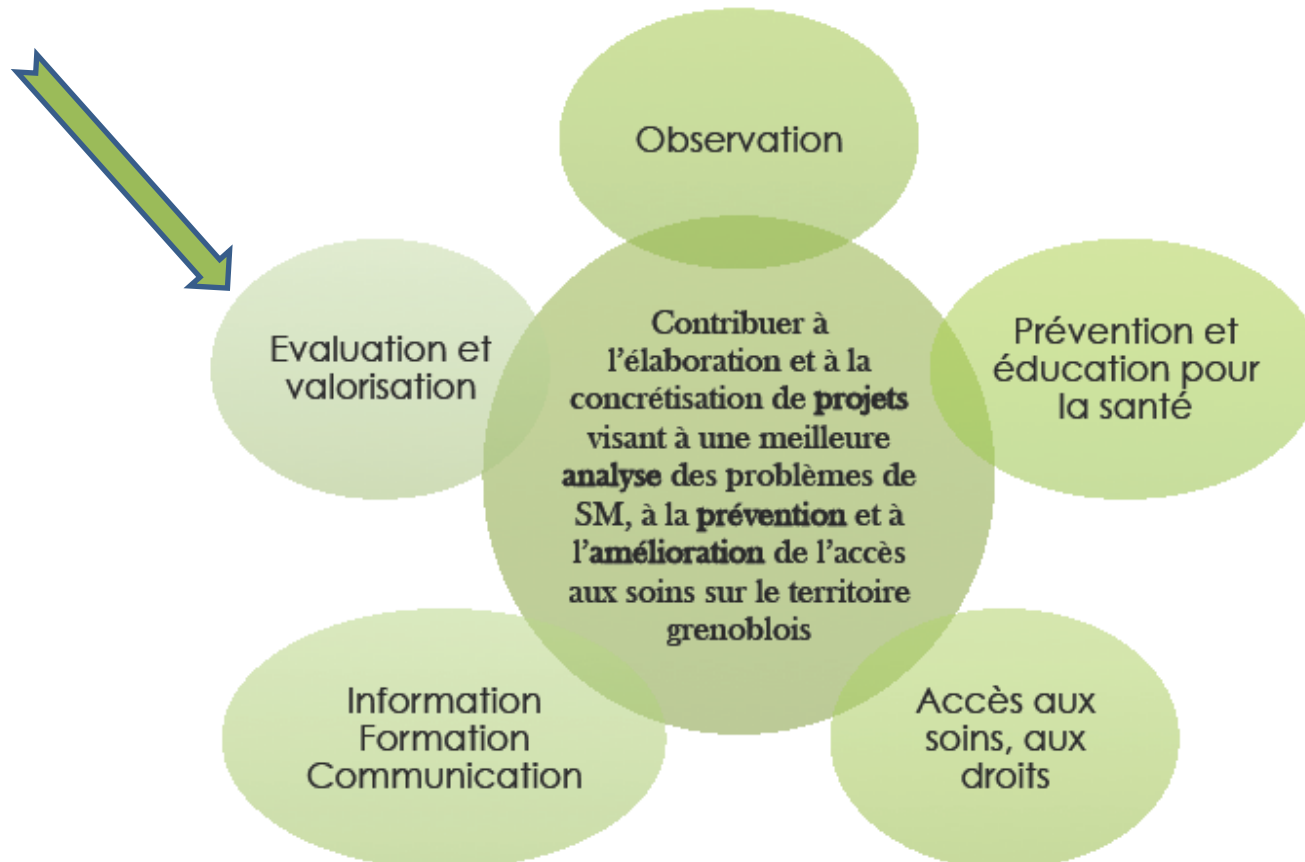 Observation
Evaluation et
valorisation
Contribuer à
l’élaboration et à la
concrétisation de projets
visant à une meilleure
analyse des problèmes de
SM, à la prévention et à
l’amélioration de l’accès
aux soins sur le territoire
grenoblois
Prévention et
éducation pour
la santé
Information
Formation
Communication
Accès aux
soins, aux
droits